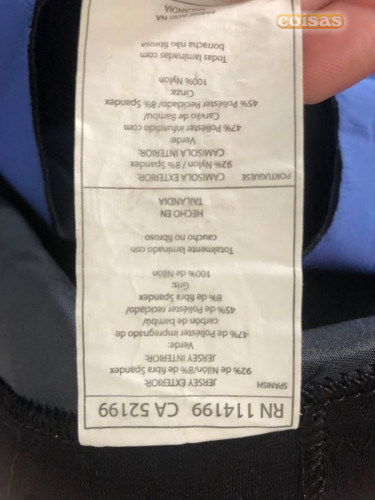 coisas
RN 114199 CA 52199
SPANISH
JERSEY EXTERIOR:
92% de Nilón/8% de fibra Spandex
JERSEY INTERIOR:
Verde:
47% de Poliéster impregnado de
carbón de bambú/
45% de Poliéster reciclado/
8% de fibra Spandex
Gris:
100% de Nilón
Totalmente laminado con
caucho no fibroso
HECHO EN
TAILANDIA
PORTUGUESE
CAMISOLA EXTERIOR:
92% Nylon / 8% Spandex
CAMISOLA INTERIOR:
Verde:
47% Poliéster infundido com
Carvão de Bambu/
45% Poliéster Reciclado/ 8% Spandex
Cinza:
100% Nylon
Todas laminadas com
borracha não fibrosa
FABRICADO NA
TAILANDIA